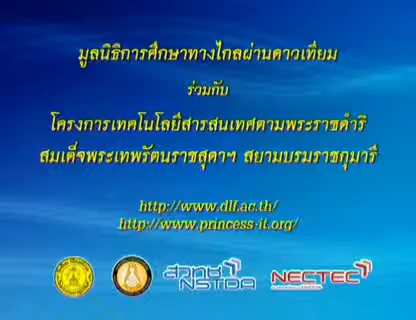 มูลนิธิการศึกษาทางไกลผ่านดาวเทียม
ร่วมกับ
โครงการเทคโนโลยีสารสนเทศตามพระราชดำริ
สมเด็จพระเทพรัตนราชสุดาฯ สยามบรมราชกุมารี
http://www.dlf.ac.th/
http://www.princess-it.org/
สวทช
NSTDA
NECTEC